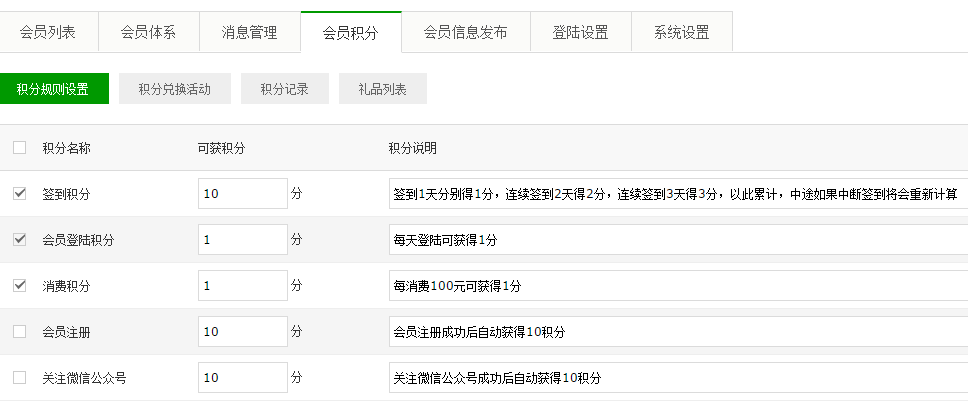 会员列表 会员体系 消息管理 会员积分 会员信息发布 登陆设置 系统设置
积分规则设置 积分兑换活动 积分记录 礼品列表
积分名称 可获积分 积分说明
签到积分 10 分 签到1天分别得1分，连续签到2天得2分，连续签到3天得3分，以此累计，中途如果中断签到将会重新计算
会员登陆积分 1 分 每天登陆可获得1分
消费积分 1 分 每消费100元可获得1分
会员注册 10 分 会员注册成功后自动获得10积分
关注微信公众号 10 分 关注微信公众号成功后自动获得10积分